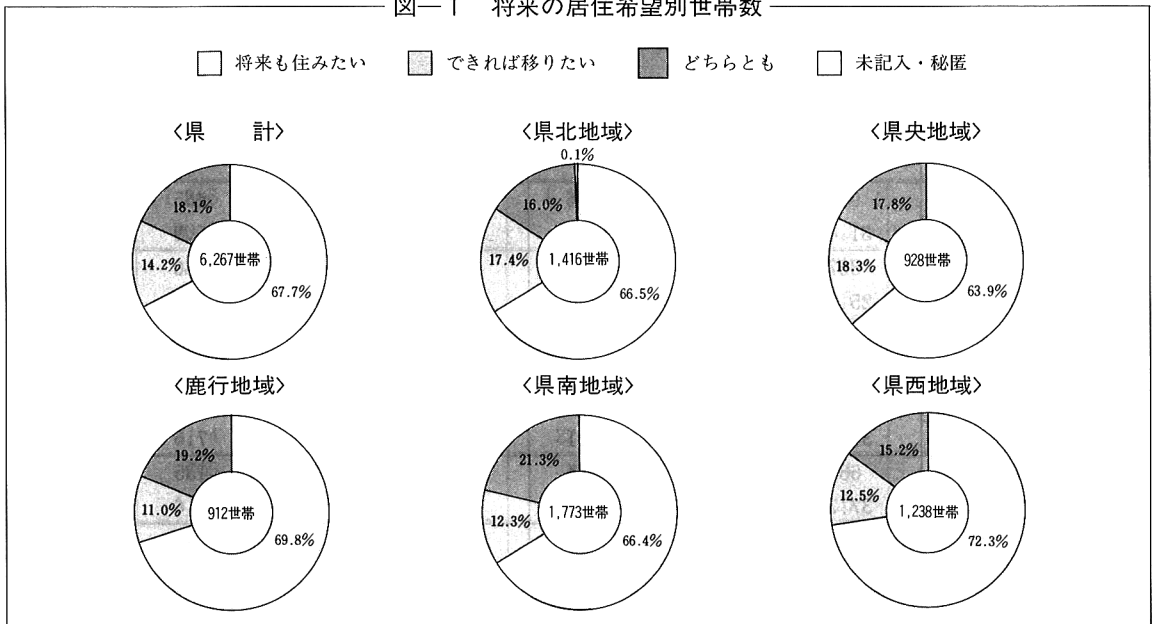 図―1 将来の居住希望別世帯数
将来も住みたい できれば移りたい どちらとも 未記入・秘匿
〈県 計〉 〈県北地域〉 〈県央地域〉
0.1%
18.1% 16.0% 17.8%
14.2% 6,267世帯 17.4% 1,416世帯 18.3% 928世帯
67.7% 66.5% 63.9%
〈鹿行地域〉 〈県南地域〉 〈県西地域〉
19.2% 21.3% 15.2%
11.0% 912世帯 12.3% 1,773世帯 12.5% 1,238世帯
69.8% 66.4% 72.3%